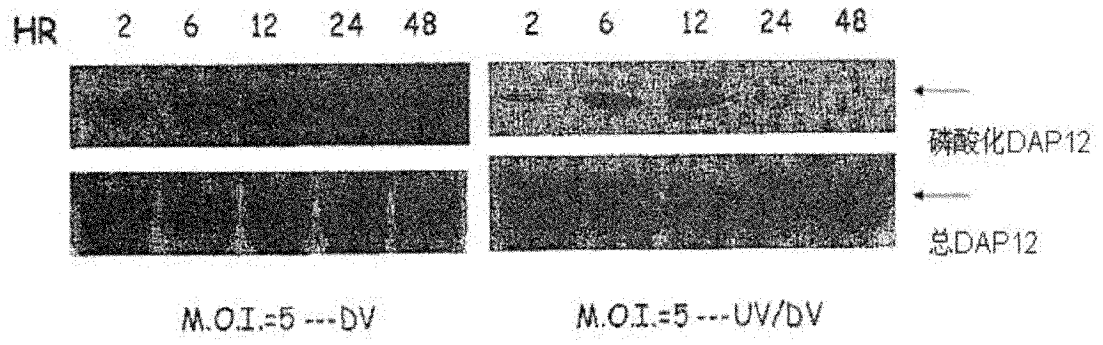 HR 2 6 12 24 48 2 6 12 24 48
磷酸化DAP12
总DAP12
M.O.I.=5 ---DV M.O.I.=5 ---UV/DV